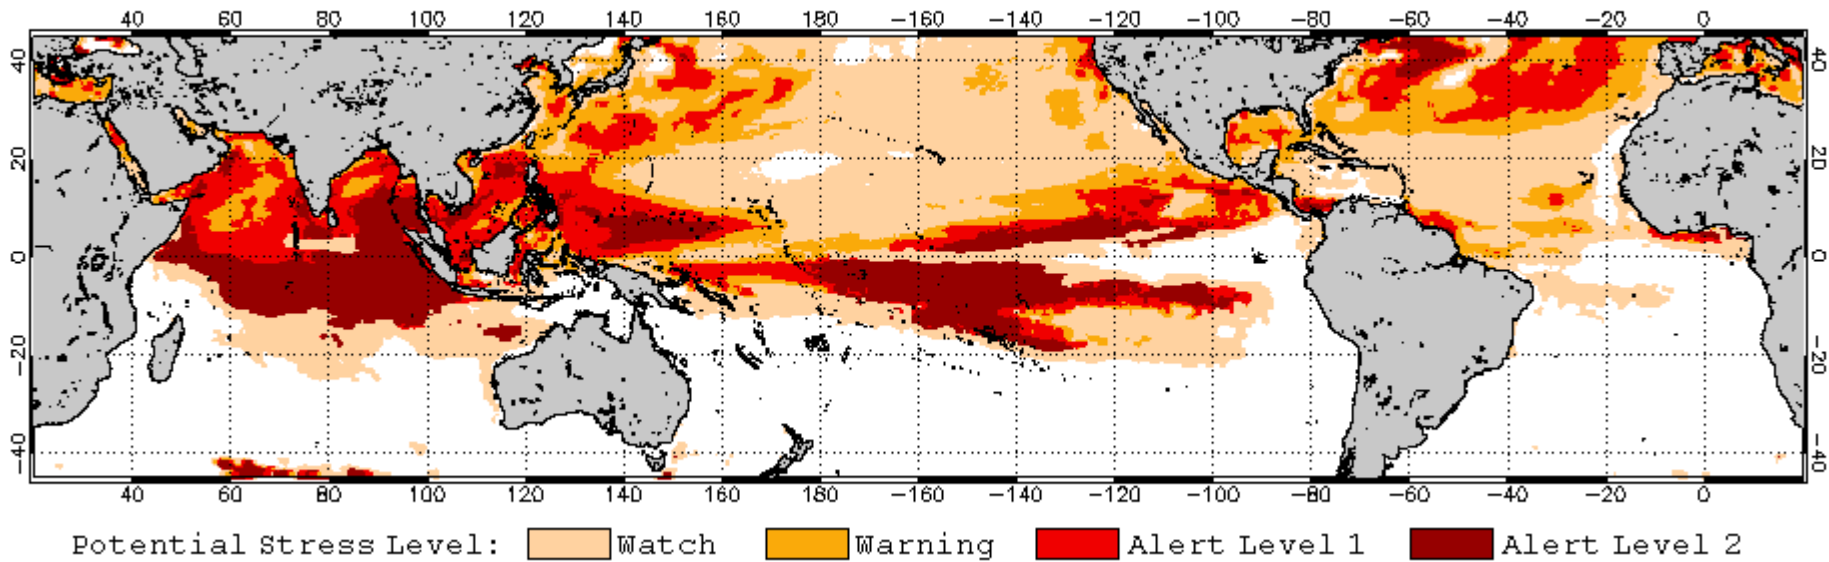 40 60 80 100 120 140 160 180 −160 −140 −120 −100 −80 −60 −40 −20 0
40 40
20 20
0 0
−20 −20
−40 −40
40 60 80 100 120 140 160 180 −160 −140 −120 −100 −80 −60 −40 −20 0
Potential Stress Level: Watch Warning Alert Level 1 Alert Level 2